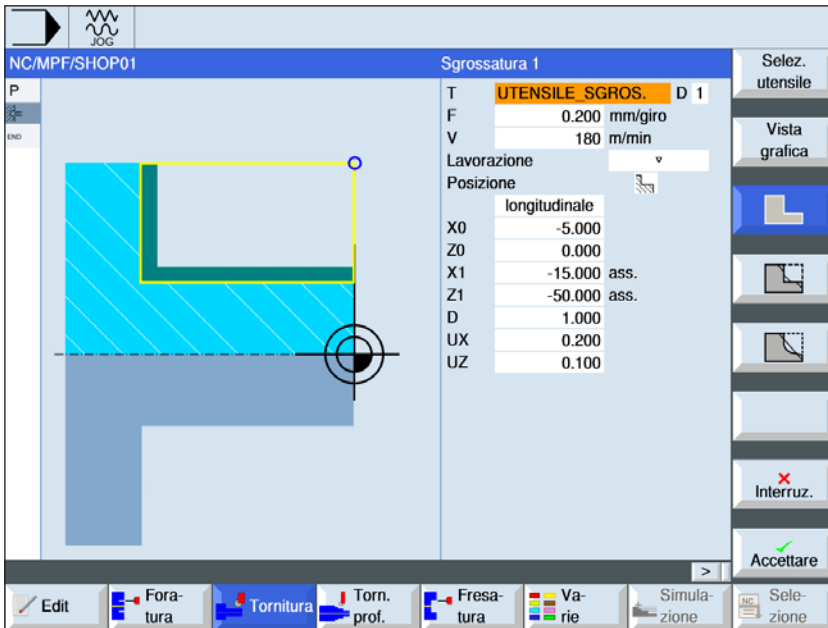 JOG
NC/MPF/SHOP01
Sgrossatura 1
P
END
T UTENSILE_SGROS. D 1
F 0.200 mm/giro
V 180 m/min
Lavorazione ▿
Posizione
longitudinale
X0 -5.000
Z0 0.000
X1 -15.000 ass.
Z1 -50.000 ass.
D 1.000
UX 0.200
UZ 0.100
Selez.
utensile
Vista
grafica
Interruz.
Accettare
>
Edit
Fora-
tura
Tornitura
Torn.
prof.
Fresa-
tura
Va-
rie
Simula-
zione
NC
Sele-
zione